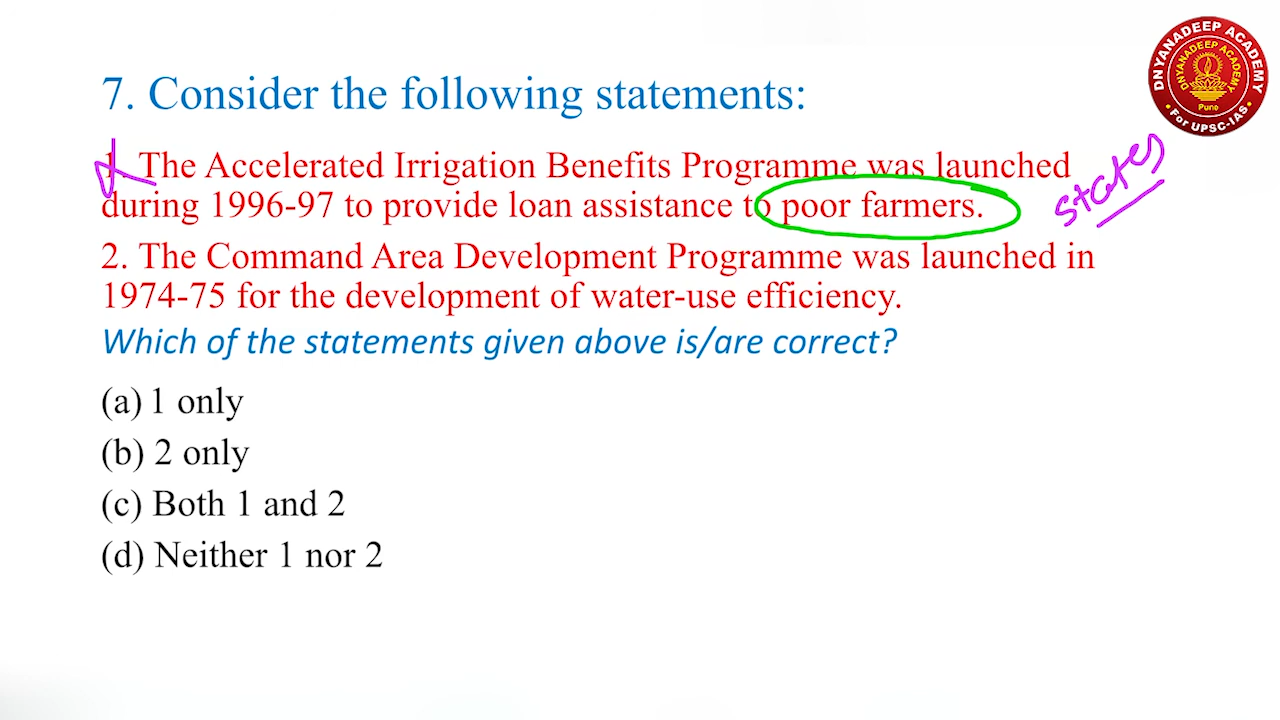 7. Consider the following statements:
1. The Accelerated Irrigation Benefits Programme was launched
during 1996-97 to provide loan assistance to poor farmers.
states
2. The Command Area Development Programme was launched in
1974-75 for the development of water-use efficiency.
Which of the statements given above is/are correct?
(a) 1 only
(b) 2 only
(c) Both 1 and 2
(d) Neither 1 nor 2
DNYANADEEP ACADEMY
DNYANADEEP ACADEMY
Pune
• For UPSC-IAS •